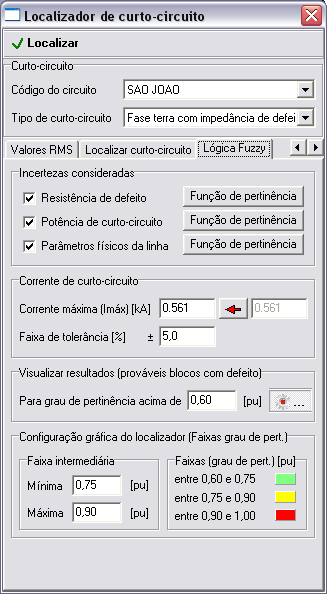 Localizador de curto-circuito
Localizar
Curto-circuito
Código do circuito SAO JOAO
Tipo de curto-circuito Fase terra com impedância de defei
Valores RMS Localizar curto-circuito Lógica Fuzzy
Incertezas consideradas
Resistência de defeito Função de pertinência
Potência de curto-circuito Função de pertinência
Parâmetros físicos da linha Função de pertinência
Corrente de curto-circuito
Corrente máxima (Imáx) [kA] 0.561 0.561
Faixa de tolerância [%] ± 5,0
Visualizar resultados (prováveis blocos com defeito)
Para grau de pertinência acima de 0,60 [pu] ...
Configuração gráfica do localizador (Faixas grau de pert.)
Faixa intermediária
Mínima 0,75 [pu]
Máxima 0,90 [pu]
Faixas (grau de pert.) [pu]
entre 0,60 e 0,75
entre 0,75 e 0,90
entre 0,90 e 1,00